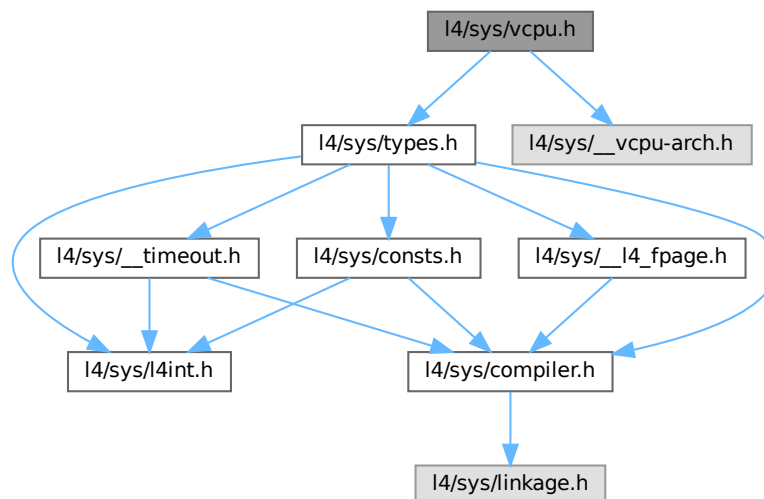 l4/sys/vcpu.h
l4/sys/types.h
l4/sys/__vcpu-arch.h
l4/sys/__timeout.h
l4/sys/consts.h
l4/sys/__l4_fpage.h
l4/sys/l4int.h
l4/sys/compiler.h
l4/sys/linkage.h